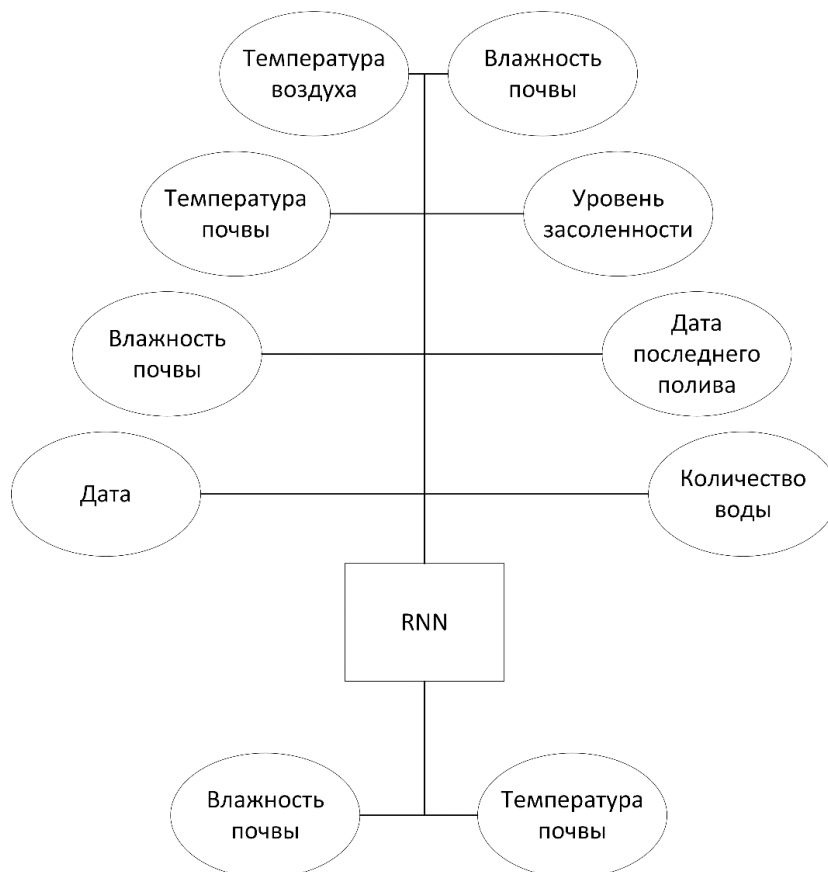 Температура
воздуха
Влажность
почвы
Температура
почвы
Уровень
засоленности
Влажность
почвы
Дата
последнего
полива
Дата
Количество
воды
RNN
Влажность
почвы
Температура
почвы